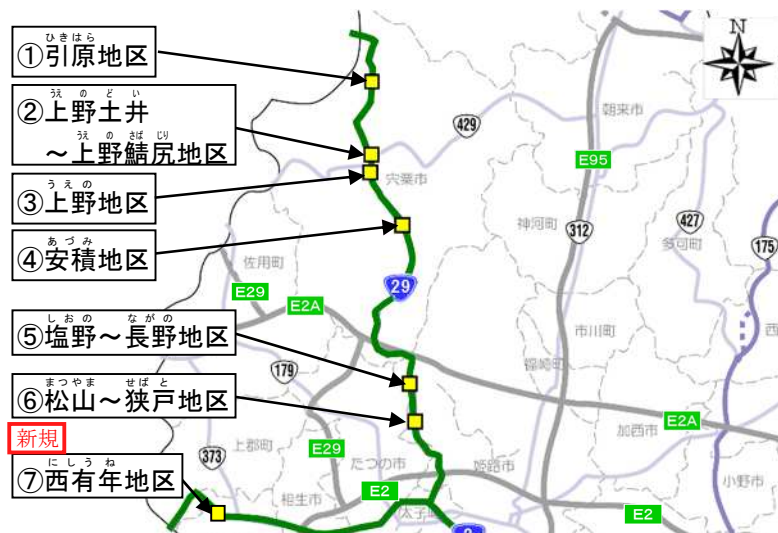 ひきはら
①引原地区
うえ の ど い
②上野土井
うえ の さば じり
～上野鯖尻地区
うえの
③上野地区
あづみ
④安積地区
しおの ながの
⑤塩野～長野地区
まつやま せばと
⑥松山～狭戸地区
新規
にしうね
⑦西有年地区
N
429
朝来市
E95
宍粟市
神河町
312
427
多可町
175
佐用町
E29
E2A
29
市川町
西
福崎町
179
E2A
加西市
上郡町
373
E29
たつの市
姫路市
小野市
相生市
E2
太子町
E2
2